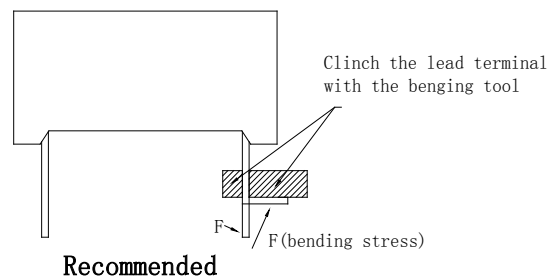 Clinch the lead terminal
with the benging tool
F
F(bending stress)
Recommended